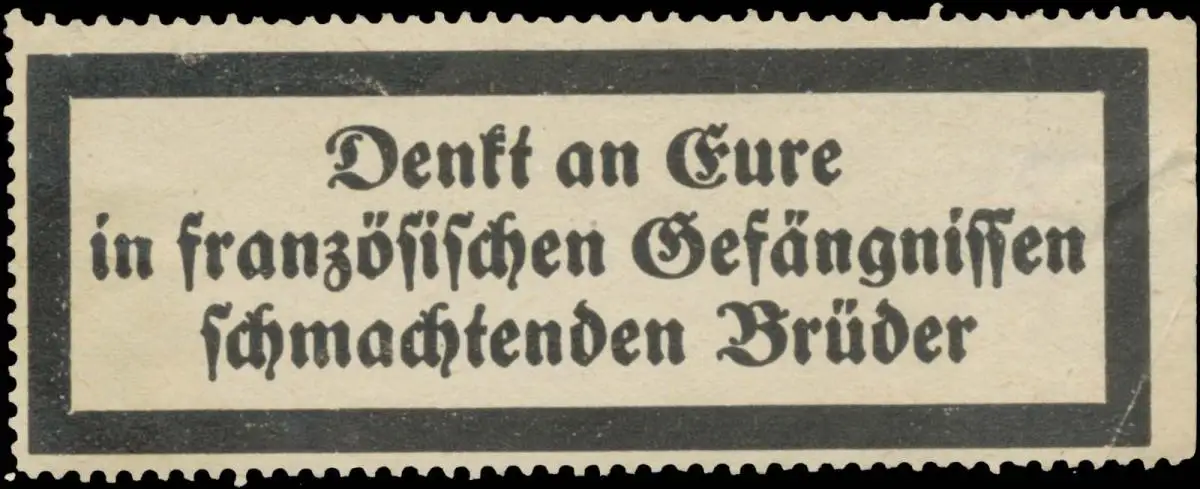 Denkt an Eure
in französischen Gefängnissen
schmachtenden Brüder